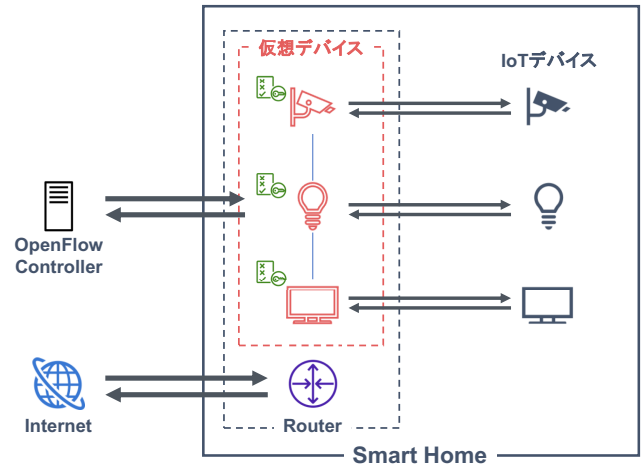 仮想デバイス
IoTデバイス
OpenFlow
Controller
Internet
Router
Smart Home